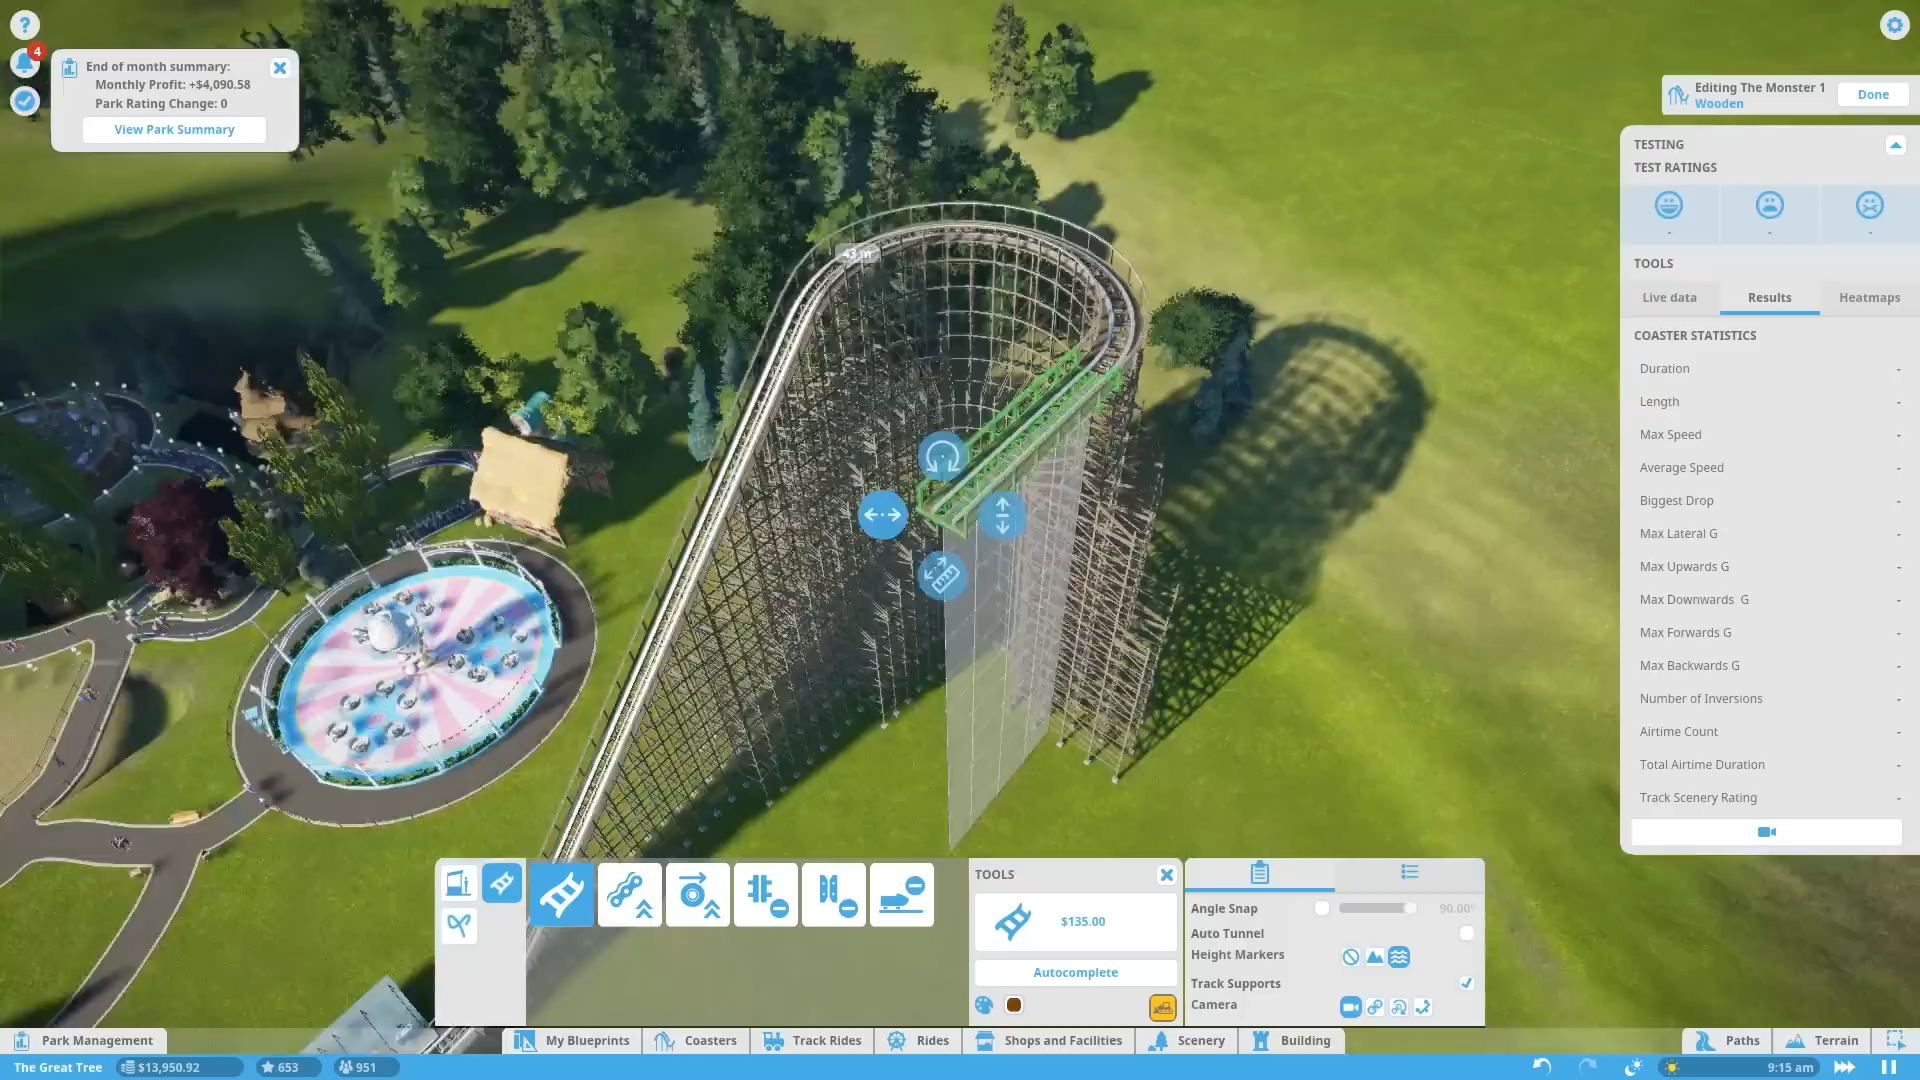 ?
4
End of month summary:
Monthly Profit: +$4,090.58
Park Rating Change: 0
View Park Summary
Editing The Monster 1
Wooden
Done
TESTING
TEST RATINGS
-
-
-
TOOLS
Live data
Results
Heatmaps
COASTER STATISTICS
Duration -
Length -
Max Speed -
Average Speed -
Biggest Drop -
Max Lateral G -
Max Upwards G -
Max Downwards G -
Max Forwards G -
Max Backwards G -
Number of Inversions -
Airtime Count -
Total Airtime Duration -
Track Scenery Rating -
43 m
TOOLS
$135.00
Autocomplete
Angle Snap 90.00°
Auto Tunnel
Height Markers
Track Supports
Camera
Park Management
My Blueprints
Coasters
Track Rides
Rides
Shops and Facilities
Scenery
Building
Paths
Terrain
The Great Tree
$13,950.92
653
951
9:15 am